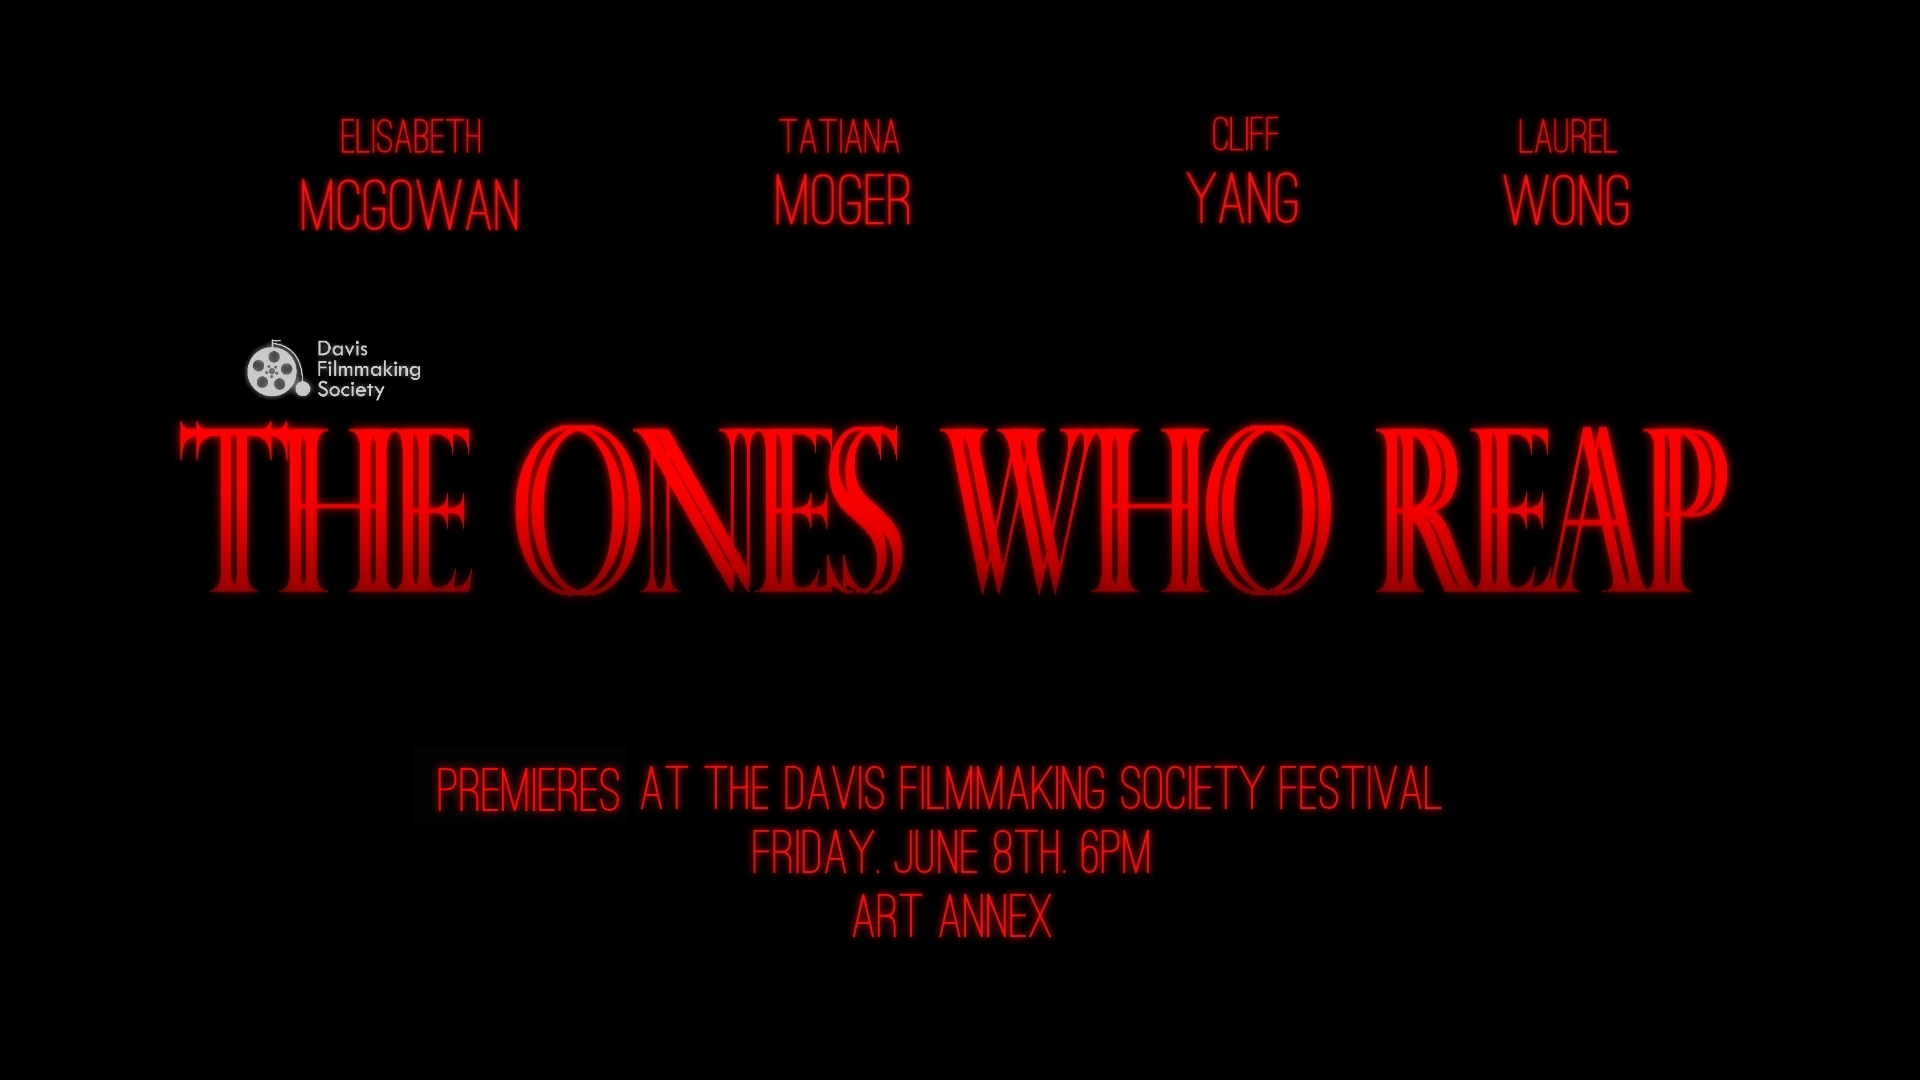 ELISABETH
MCGOWAN
TATIANA
MOGER
CLIFF
YANG
LAUREL
WONG
Davis
Filmmaking
Society
THE ONES WHO REAP
PREMIERES AT THE DAVIS FILMMAKING SOCIETY FESTIVAL
FRIDAY. JUNE 8TH. 6PM
ART ANNEX